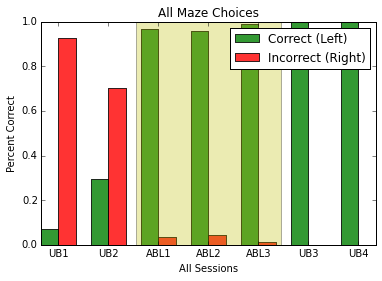 All Maze Choices
Correct (Left)
Incorrect (Right)
Percent Correct
1.0
0.8
0.6
0.4
0.2
0.0
UB1 UB2 ABL1 ABL2 ABL3 UB3 UB4
All Sessions